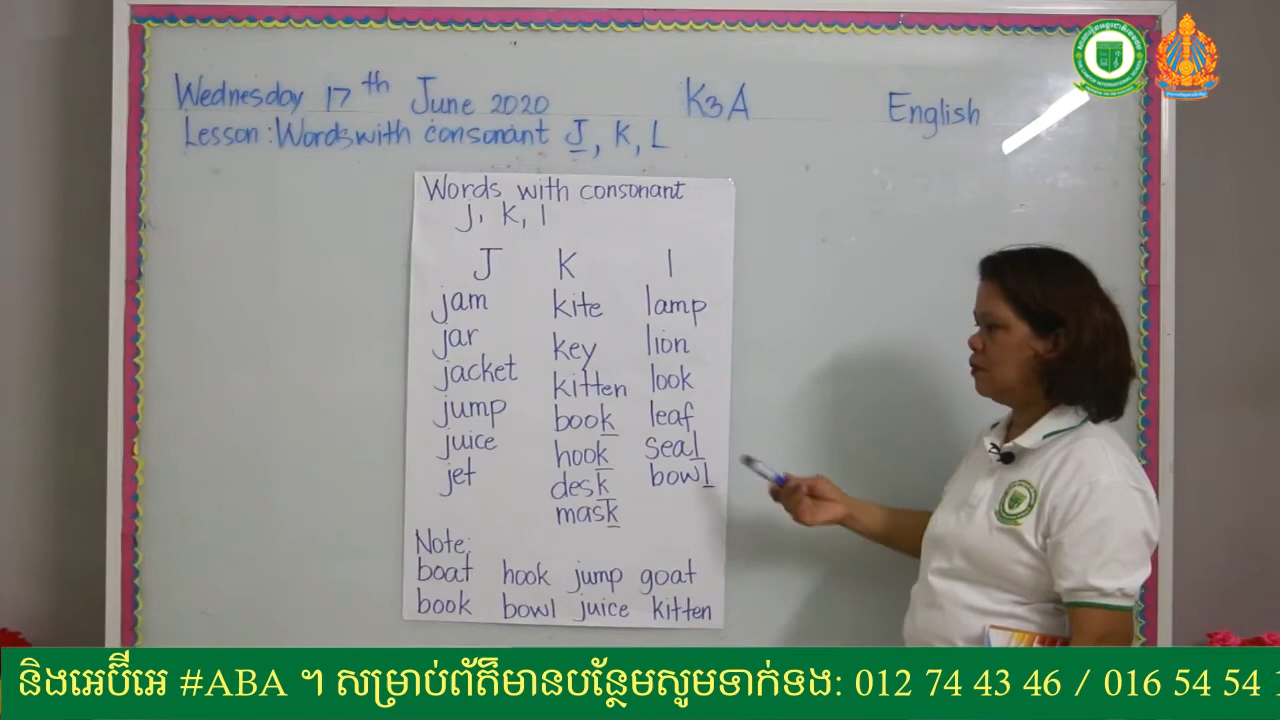 Wednesday 17th June 2020 K3A English
Lesson: Words with consonant J, K, L
Words with consonant
j, k, l
J K l
jam kite lamp
jar key lion
jacket kitten look
jump book leaf
juice hook seal
jet desk bowl
mask
Note:
boat hook jump goat
book bowl juice kitten
និងអេប៊ីអេ #ABA ។ សម្រាប់ព័ត៌មានបន្ថែមសូមទាក់ទង: 012 74 43 46 / 016 54 54